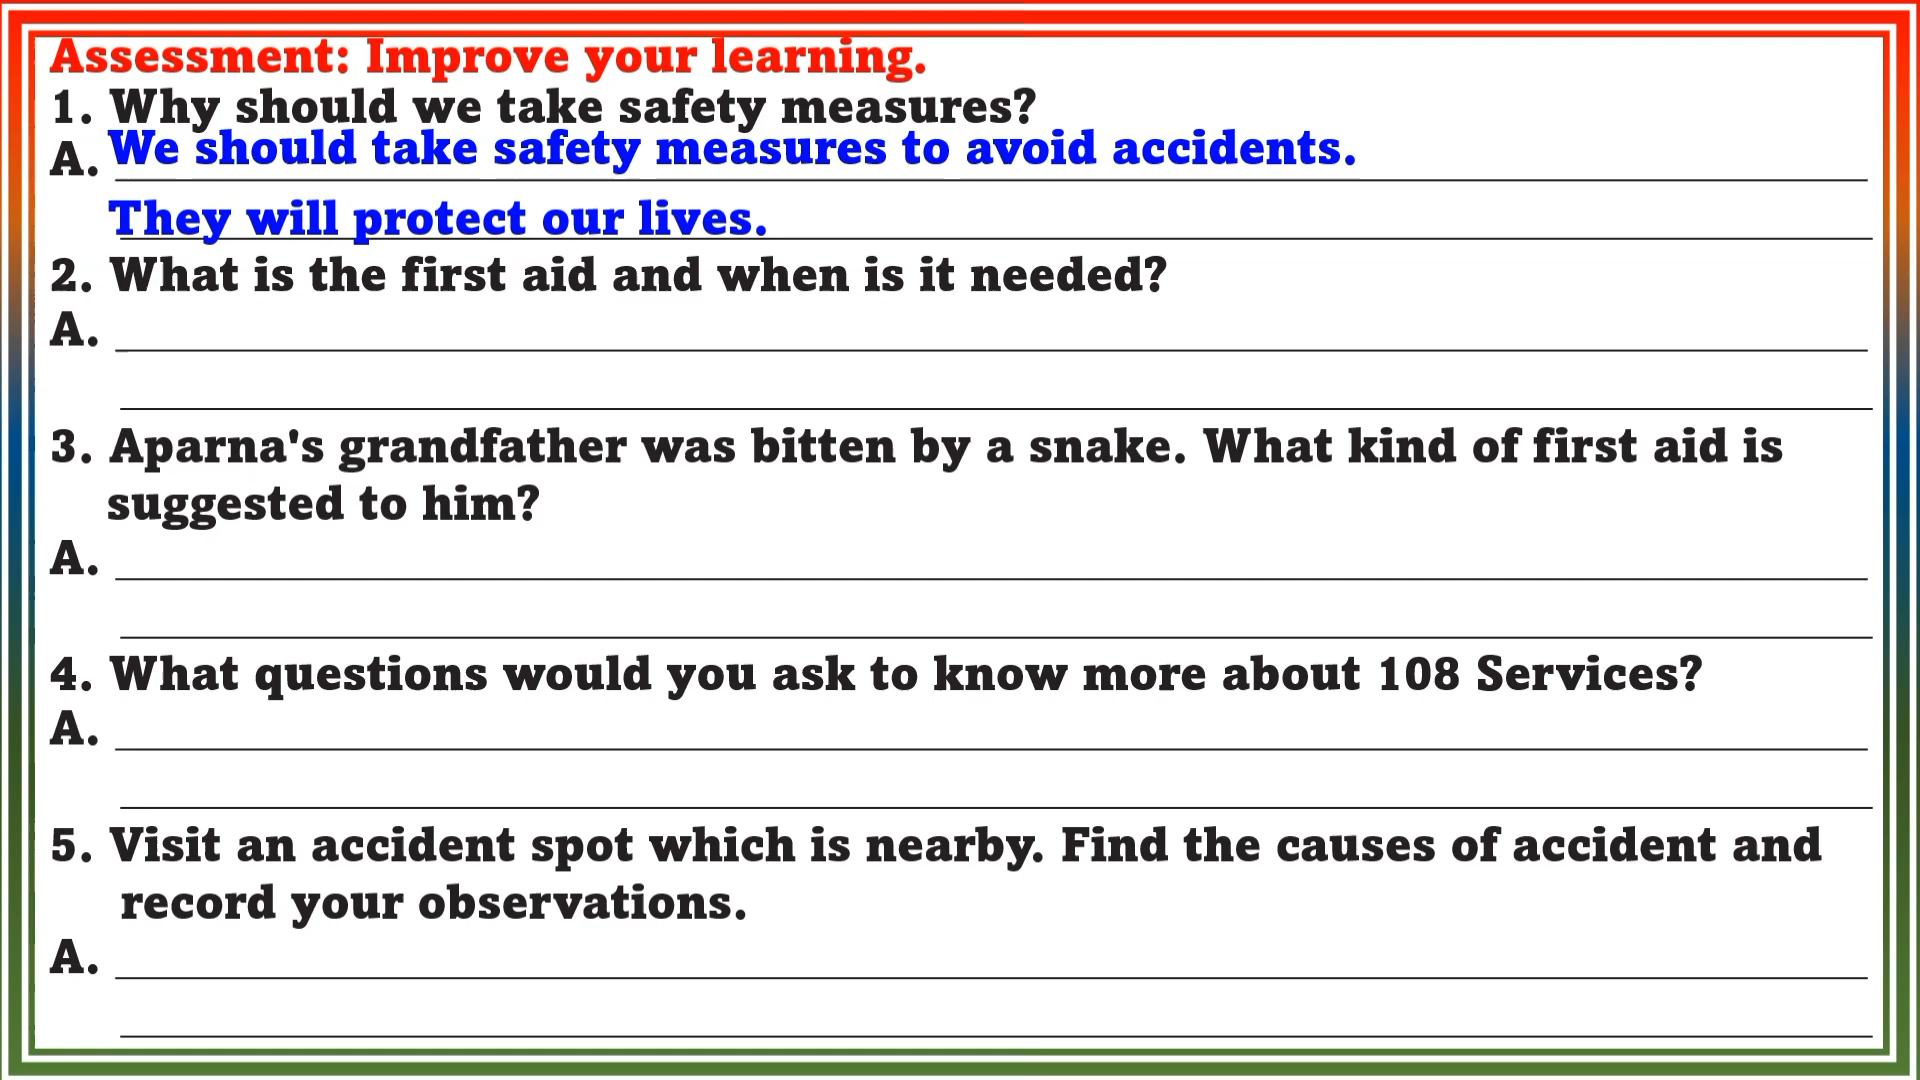 Assessment: Improve your learning.
1. Why should we take safety measures?
A. We should take safety measures to avoid accidents.
They will protect our lives.
2. What is the first aid and when is it needed?
A.
3. Aparna's grandfather was bitten by a snake. What kind of first aid is
suggested to him?
A.
4. What questions would you ask to know more about 108 Services?
A.
5. Visit an accident spot which is nearby. Find the causes of accident and
record your observations.
A.